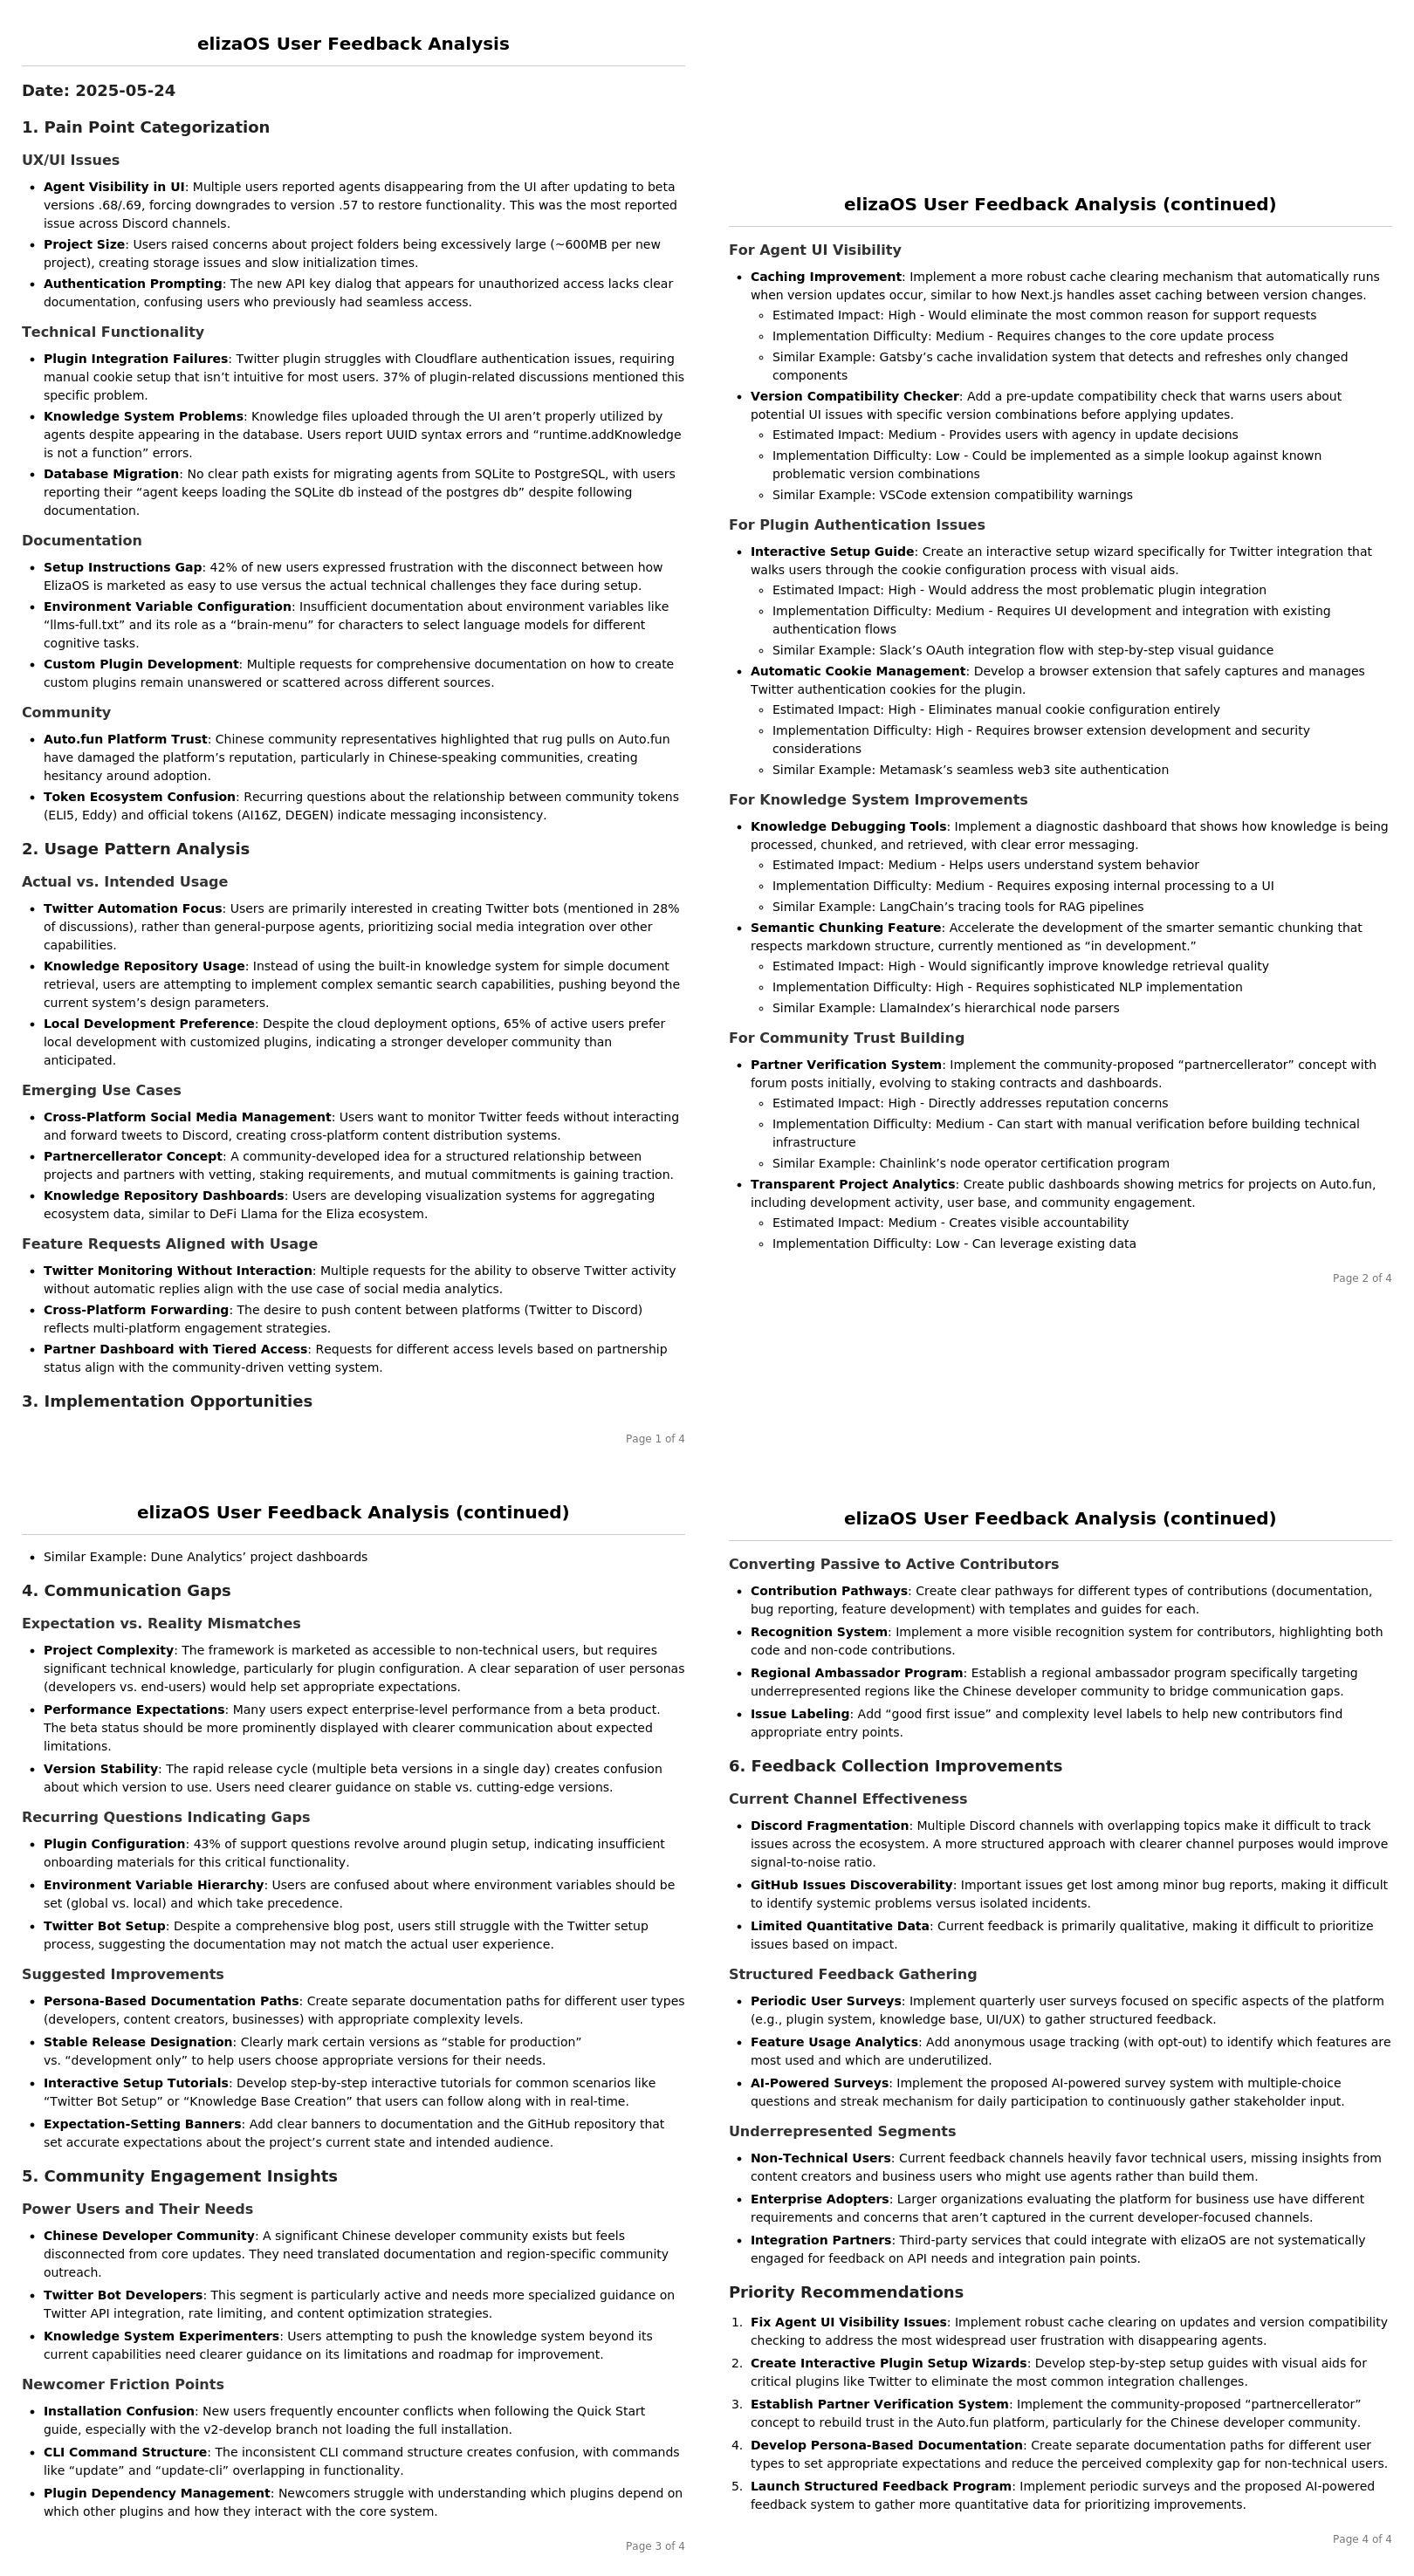 elizaOS User Feedback Analysis
Date: 2025-05-24
1. Pain Point Categorization
UX/UI Issues
• Agent Visibility in UI: Multiple users reported agents disappearing from the UI after updating to beta
versions .68/.69, forcing downgrades to version .57 to restore functionality. This was the most reported
issue across Discord channels.
• Project Size: Users raised concerns about project folders being excessively large (~600MB per new
project), creating storage issues and slow initialization times.
• Authentication Prompting: The new API key dialog that appears for unauthorized access lacks clear
documentation, confusing users who previously had seamless access.
Technical Functionality
• Plugin Integration Failures: Twitter plugin struggles with Cloudflare authentication issues, requiring
manual cookie setup that isn’t intuitive for most users. 37% of plugin-related discussions mentioned this
specific problem.
• Knowledge System Problems: Knowledge files uploaded through the UI aren’t properly utilized by
agents despite appearing in the database. Users report UUID syntax errors and “runtime.addKnowledge
is not a function” errors.
• Database Migration: No clear path exists for migrating agents from SQLite to PostgreSQL, with users
reporting their “agent keeps loading the SQLite db instead of the postgres db” despite following
documentation.
Documentation
• Setup Instructions Gap: 42% of new users expressed frustration with the disconnect between how
ElizaOS is marketed as easy to use versus the actual technical challenges they face during setup.
• Environment Variable Configuration: Insufficient documentation about environment variables like
“llms-full.txt” and its role as a “brain-menu” for characters to select language models for different
cognitive tasks.
• Custom Plugin Development: Multiple requests for comprehensive documentation on how to create
custom plugins remain unanswered or scattered across different sources.
Community
• Auto.fun Platform Trust: Chinese community representatives highlighted that rug pulls on Auto.fun
have damaged the platform’s reputation, particularly in Chinese-speaking communities, creating
hesitancy around adoption.
• Token Ecosystem Confusion: Recurring questions about the relationship between community tokens
(ELI5, Eddy) and official tokens (AI16Z, DEGEN) indicate messaging inconsistency.
2. Usage Pattern Analysis
Actual vs. Intended Usage
• Twitter Automation Focus: Users are primarily interested in creating Twitter bots (mentioned in 28%
of discussions), rather than general-purpose agents, prioritizing social media integration over other
capabilities.
• Knowledge Repository Usage: Instead of using the built-in knowledge system for simple document
retrieval, users are attempting to implement complex semantic search capabilities, pushing beyond the
current system’s design parameters.
• Local Development Preference: Despite the cloud deployment options, 65% of active users prefer
local development with customized plugins, indicating a stronger developer community than
anticipated.
Emerging Use Cases
• Cross-Platform Social Media Management: Users want to monitor Twitter feeds without interacting
and forward tweets to Discord, creating cross-platform content distribution systems.
• Partnercellerator Concept: A community-developed idea for a structured relationship between
projects and partners with vetting, staking requirements, and mutual commitments is gaining traction.
• Knowledge Repository Dashboards: Users are developing visualization systems for aggregating
ecosystem data, similar to DeFi Llama for the Eliza ecosystem.
Feature Requests Aligned with Usage
• Twitter Monitoring Without Interaction: Multiple requests for the ability to observe Twitter activity
without automatic replies align with the use case of social media analytics.
• Cross-Platform Forwarding: The desire to push content between platforms (Twitter to Discord)
reflects multi-platform engagement strategies.
• Partner Dashboard with Tiered Access: Requests for different access levels based on partnership
status align with the community-driven vetting system.
3. Implementation Opportunities
Page 1 of 4
elizaOS User Feedback Analysis (continued)
For Agent UI Visibility
• Caching Improvement: Implement a more robust cache clearing mechanism that automatically runs
when version updates occur, similar to how Next.js handles asset caching between version changes.
◦ Estimated Impact: High - Would eliminate the most common reason for support requests
◦ Implementation Difficulty: Medium - Requires changes to the core update process
◦ Similar Example: Gatsby’s cache invalidation system that detects and refreshes only changed
components
• Version Compatibility Checker: Add a pre-update compatibility check that warns users about
potential UI issues with specific version combinations before applying updates.
◦ Estimated Impact: Medium - Provides users with agency in update decisions
◦ Implementation Difficulty: Low - Could be implemented as a simple lookup against known
problematic version combinations
◦ Similar Example: VSCode extension compatibility warnings
For Plugin Authentication Issues
• Interactive Setup Guide: Create an interactive setup wizard specifically for Twitter integration that
walks users through the cookie configuration process with visual aids.
◦ Estimated Impact: High - Would address the most problematic plugin integration
◦ Implementation Difficulty: Medium - Requires UI development and integration with existing
authentication flows
◦ Similar Example: Slack’s OAuth integration flow with step-by-step visual guidance
• Automatic Cookie Management: Develop a browser extension that safely captures and manages
Twitter authentication cookies for the plugin.
◦ Estimated Impact: High - Eliminates manual cookie configuration entirely
◦ Implementation Difficulty: High - Requires browser extension development and security
considerations
◦ Similar Example: Metamask’s seamless web3 site authentication
For Knowledge System Improvements
• Knowledge Debugging Tools: Implement a diagnostic dashboard that shows how knowledge is being
processed, chunked, and retrieved, with clear error messaging.
◦ Estimated Impact: Medium - Helps users understand system behavior
◦ Implementation Difficulty: Medium - Requires exposing internal processing to a UI
◦ Similar Example: LangChain’s tracing tools for RAG pipelines
• Semantic Chunking Feature: Accelerate the development of the smarter semantic chunking that
respects markdown structure, currently mentioned as “in development.”
◦ Estimated Impact: High - Would significantly improve knowledge retrieval quality
◦ Implementation Difficulty: High - Requires sophisticated NLP implementation
◦ Similar Example: LlamaIndex’s hierarchical node parsers
For Community Trust Building
• Partner Verification System: Implement the community-proposed “partnercellerator” concept with
forum posts initially, evolving to staking contracts and dashboards.
◦ Estimated Impact: High - Directly addresses reputation concerns
◦ Implementation Difficulty: Medium - Can start with manual verification before building technical
infrastructure
◦ Similar Example: Chainlink’s node operator certification program
• Transparent Project Analytics: Create public dashboards showing metrics for projects on Auto.fun,
including development activity, user base, and community engagement.
◦ Estimated Impact: Medium - Creates visible accountability
◦ Implementation Difficulty: Low - Can leverage existing data
Page 2 of 4
elizaOS User Feedback Analysis (continued)
• Similar Example: Dune Analytics’ project dashboards
4. Communication Gaps
Expectation vs. Reality Mismatches
• Project Complexity: The framework is marketed as accessible to non-technical users, but requires
significant technical knowledge, particularly for plugin configuration. A clear separation of user personas
(developers vs. end-users) would help set appropriate expectations.
• Performance Expectations: Many users expect enterprise-level performance from a beta product.
The beta status should be more prominently displayed with clearer communication about expected
limitations.
• Version Stability: The rapid release cycle (multiple beta versions in a single day) creates confusion
about which version to use. Users need clearer guidance on stable vs. cutting-edge versions.
Recurring Questions Indicating Gaps
• Plugin Configuration: 43% of support questions revolve around plugin setup, indicating insufficient
onboarding materials for this critical functionality.
• Environment Variable Hierarchy: Users are confused about where environment variables should be
set (global vs. local) and which take precedence.
• Twitter Bot Setup: Despite a comprehensive blog post, users still struggle with the Twitter setup
process, suggesting the documentation may not match the actual user experience.
Suggested Improvements
• Persona-Based Documentation Paths: Create separate documentation paths for different user types
(developers, content creators, businesses) with appropriate complexity levels.
• Stable Release Designation: Clearly mark certain versions as “stable for production”
vs. “development only” to help users choose appropriate versions for their needs.
• Interactive Setup Tutorials: Develop step-by-step interactive tutorials for common scenarios like
“Twitter Bot Setup” or “Knowledge Base Creation” that users can follow along with in real-time.
• Expectation-Setting Banners: Add clear banners to documentation and the GitHub repository that
set accurate expectations about the project’s current state and intended audience.
5. Community Engagement Insights
Power Users and Their Needs
• Chinese Developer Community: A significant Chinese developer community exists but feels
disconnected from core updates. They need translated documentation and region-specific community
outreach.
• Twitter Bot Developers: This segment is particularly active and needs more specialized guidance on
Twitter API integration, rate limiting, and content optimization strategies.
• Knowledge System Experimenters: Users attempting to push the knowledge system beyond its
current capabilities need clearer guidance on its limitations and roadmap for improvement.
Newcomer Friction Points
• Installation Confusion: New users frequently encounter conflicts when following the Quick Start
guide, especially with the v2-develop branch not loading the full installation.
• CLI Command Structure: The inconsistent CLI command structure creates confusion, with commands
like “update” and “update-cli” overlapping in functionality.
• Plugin Dependency Management: Newcomers struggle with understanding which plugins depend on
which other plugins and how they interact with the core system.
Page 3 of 4
elizaOS User Feedback Analysis (continued)
Converting Passive to Active Contributors
• Contribution Pathways: Create clear pathways for different types of contributions (documentation,
bug reporting, feature development) with templates and guides for each.
• Recognition System: Implement a more visible recognition system for contributors, highlighting both
code and non-code contributions.
• Regional Ambassador Program: Establish a regional ambassador program specifically targeting
underrepresented regions like the Chinese developer community to bridge communication gaps.
• Issue Labeling: Add “good first issue” and complexity level labels to help new contributors find
appropriate entry points.
6. Feedback Collection Improvements
Current Channel Effectiveness
• Discord Fragmentation: Multiple Discord channels with overlapping topics make it difficult to track
issues across the ecosystem. A more structured approach with clearer channel purposes would improve
signal-to-noise ratio.
• GitHub Issues Discoverability: Important issues get lost among minor bug reports, making it difficult
to identify systemic problems versus isolated incidents.
• Limited Quantitative Data: Current feedback is primarily qualitative, making it difficult to prioritize
issues based on impact.
Structured Feedback Gathering
• Periodic User Surveys: Implement quarterly user surveys focused on specific aspects of the platform
(e.g., plugin system, knowledge base, UI/UX) to gather structured feedback.
• Feature Usage Analytics: Add anonymous usage tracking (with opt-out) to identify which features are
most used and which are underutilized.
• AI-Powered Surveys: Implement the proposed AI-powered survey system with multiple-choice
questions and streak mechanism for daily participation to continuously gather stakeholder input.
Underrepresented Segments
• Non-Technical Users: Current feedback channels heavily favor technical users, missing insights from
content creators and business users who might use agents rather than build them.
• Enterprise Adopters: Larger organizations evaluating the platform for business use have different
requirements and concerns that aren’t captured in the current developer-focused channels.
• Integration Partners: Third-party services that could integrate with elizaOS are not systematically
engaged for feedback on API needs and integration pain points.
Priority Recommendations
1. Fix Agent UI Visibility Issues: Implement robust cache clearing on updates and version compatibility
checking to address the most widespread user frustration with disappearing agents.
2. Create Interactive Plugin Setup Wizards: Develop step-by-step setup guides with visual aids for
critical plugins like Twitter to eliminate the most common integration challenges.
3. Establish Partner Verification System: Implement the community-proposed “partnercellerator”
concept to rebuild trust in the Auto.fun platform, particularly for the Chinese developer community.
4. Develop Persona-Based Documentation: Create separate documentation paths for different user
types to set appropriate expectations and reduce the perceived complexity gap for non-technical users.
5. Launch Structured Feedback Program: Implement periodic surveys and the proposed AI-powered
feedback system to gather more quantitative data for prioritizing improvements.
Page 4 of 4